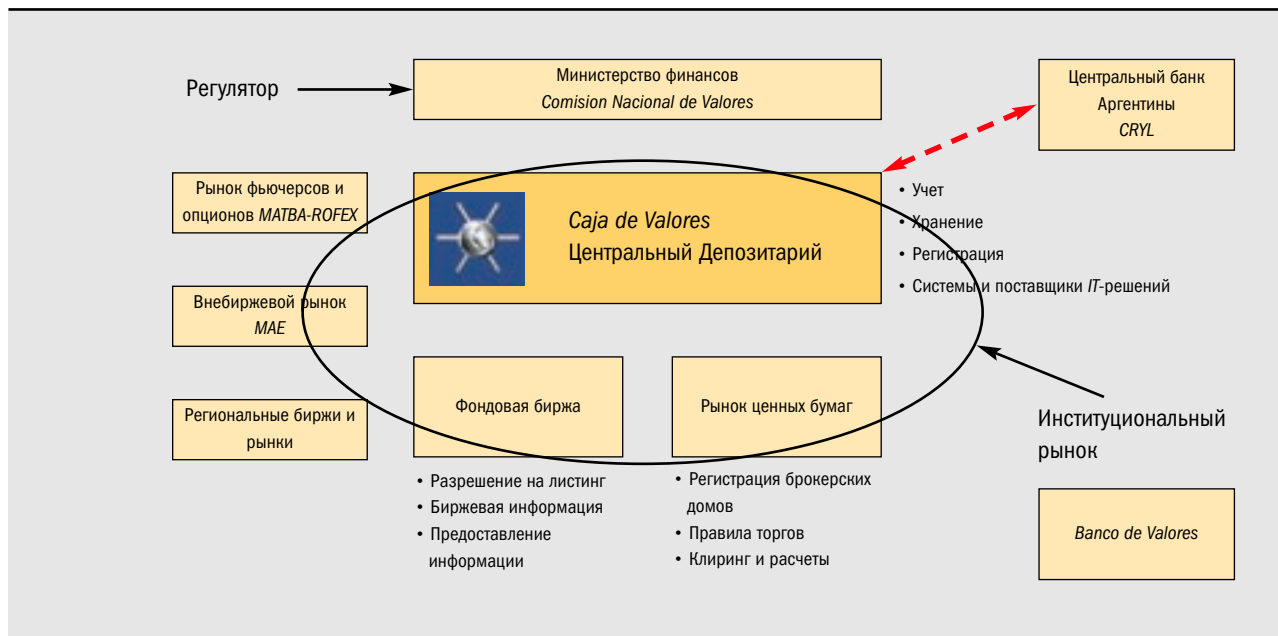 Регулятор
Министерство финансов
Comision Nacional de Valores
Центральный банк
Аргентины
CRYL
Рынок фьючерсов и
опционов MATBA-ROFEX
Caja de Valores
Центральный Депозитарий
• Учет
• Хранение
• Регистрация
• Системы и поставщики IT-решений
Внебиржевой рынок
MAE
Региональные биржи и
рынки
Фондовая биржа
Рынок ценных бумаг
Институциональный
рынок
• Разрешение на листинг
• Биржевая информация
• Предоставление
информации
• Регистрация брокерских
домов
• Правила торгов
• Клиринг и расчеты
Banco de Valores